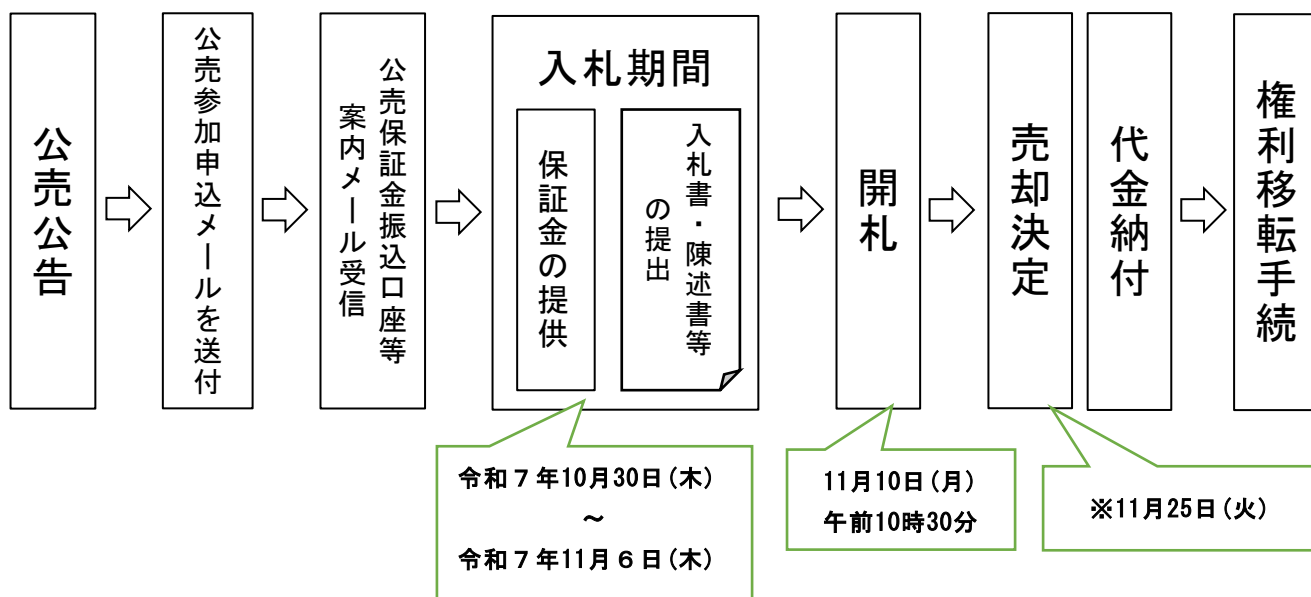 公売公告
公売参加申込メールを送付
公売保証金振込口座等
案内メール受信
入札期間
保証金の提供
入札書・陳述書等
の提出
開札
売却決定
代金納付
権利移転手続
令和７年10月30日(木)
～
令和７年11月６日(木)
11月10日(月)
午前10時30分
※11月25日(火)